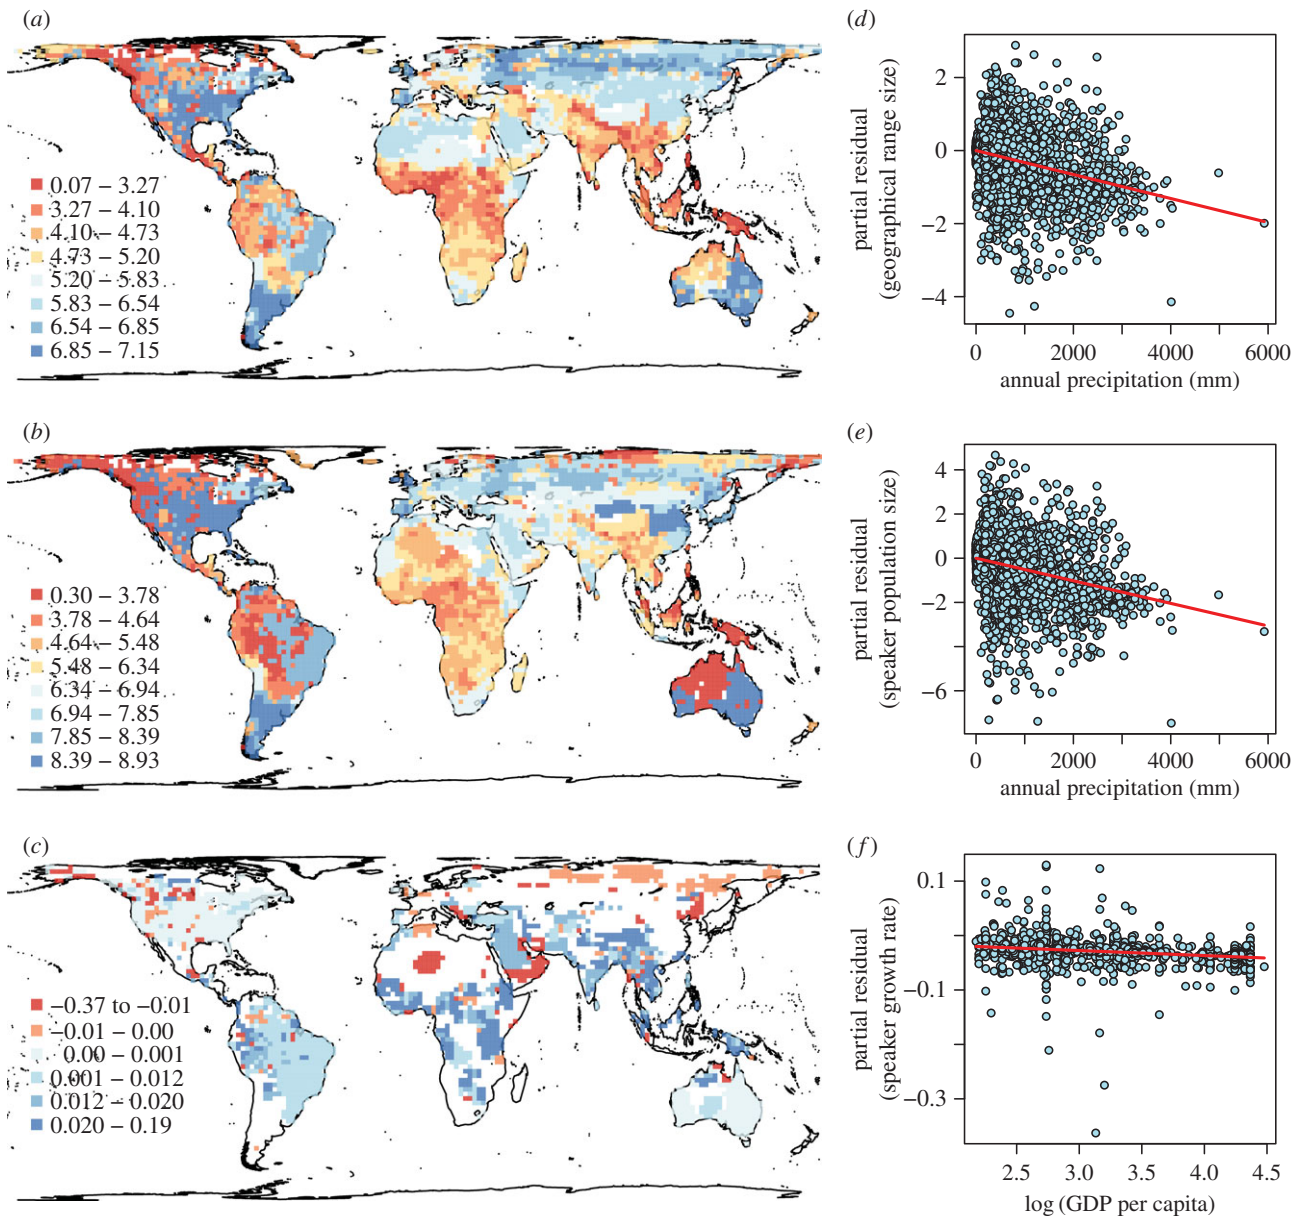 (a)
0.07 – 3.27
3.27 – 4.10
4.10 – 4.73
4.73 – 5.20
5.20 – 5.83
5.83 – 6.54
6.54 – 6.85
6.85 – 7.15
(d)
partial residual
(geographical range size)
2
0
−2
−4
0
2000
4000
6000
annual precipitation (mm)
(b)
0.30 – 3.78
3.78 – 4.64
4.64 – 5.48
5.48 – 6.34
6.34 – 6.94
6.94 – 7.85
7.85 – 8.39
8.39 – 8.93
(e)
partial residual
(speaker population size)
4
2
0
−2
−6
0
2000
4000
6000
annual precipitation (mm)
(c)
−0.37 to −0.01
−0.01 – 0.00
0.00 – 0.001
0.001 – 0.012
0.012 – 0.020
0.020 – 0.19
(f)
partial residual
(speaker growth rate)
0.1
−0.1
−0.3
2.5
3.0
3.5
4.0
4.5
log (GDP per capita)